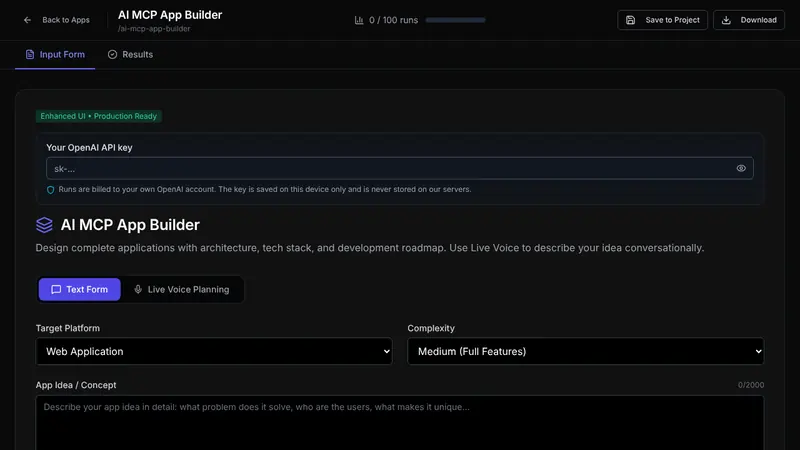 Back to Apps
AI MCP App Builder
/ai-mcp-app-builder
0 / 100 runs
Save to Project
Download
Input Form
Results
Enhanced UI • Production Ready
Your OpenAI API key
sk-...
Runs are billed to your own OpenAI account. The key is saved on this device only and is never stored on our servers.
AI MCP App Builder
Design complete applications with architecture, tech stack, and development roadmap. Use Live Voice to describe your idea conversationally.
Text Form
Live Voice Planning
Target Platform
Complexity
Web Application
Medium (Full Features)
App Idea / Concept
0/2000
Describe your app idea in detail: what problem does it solve, who are the users, what makes it unique...